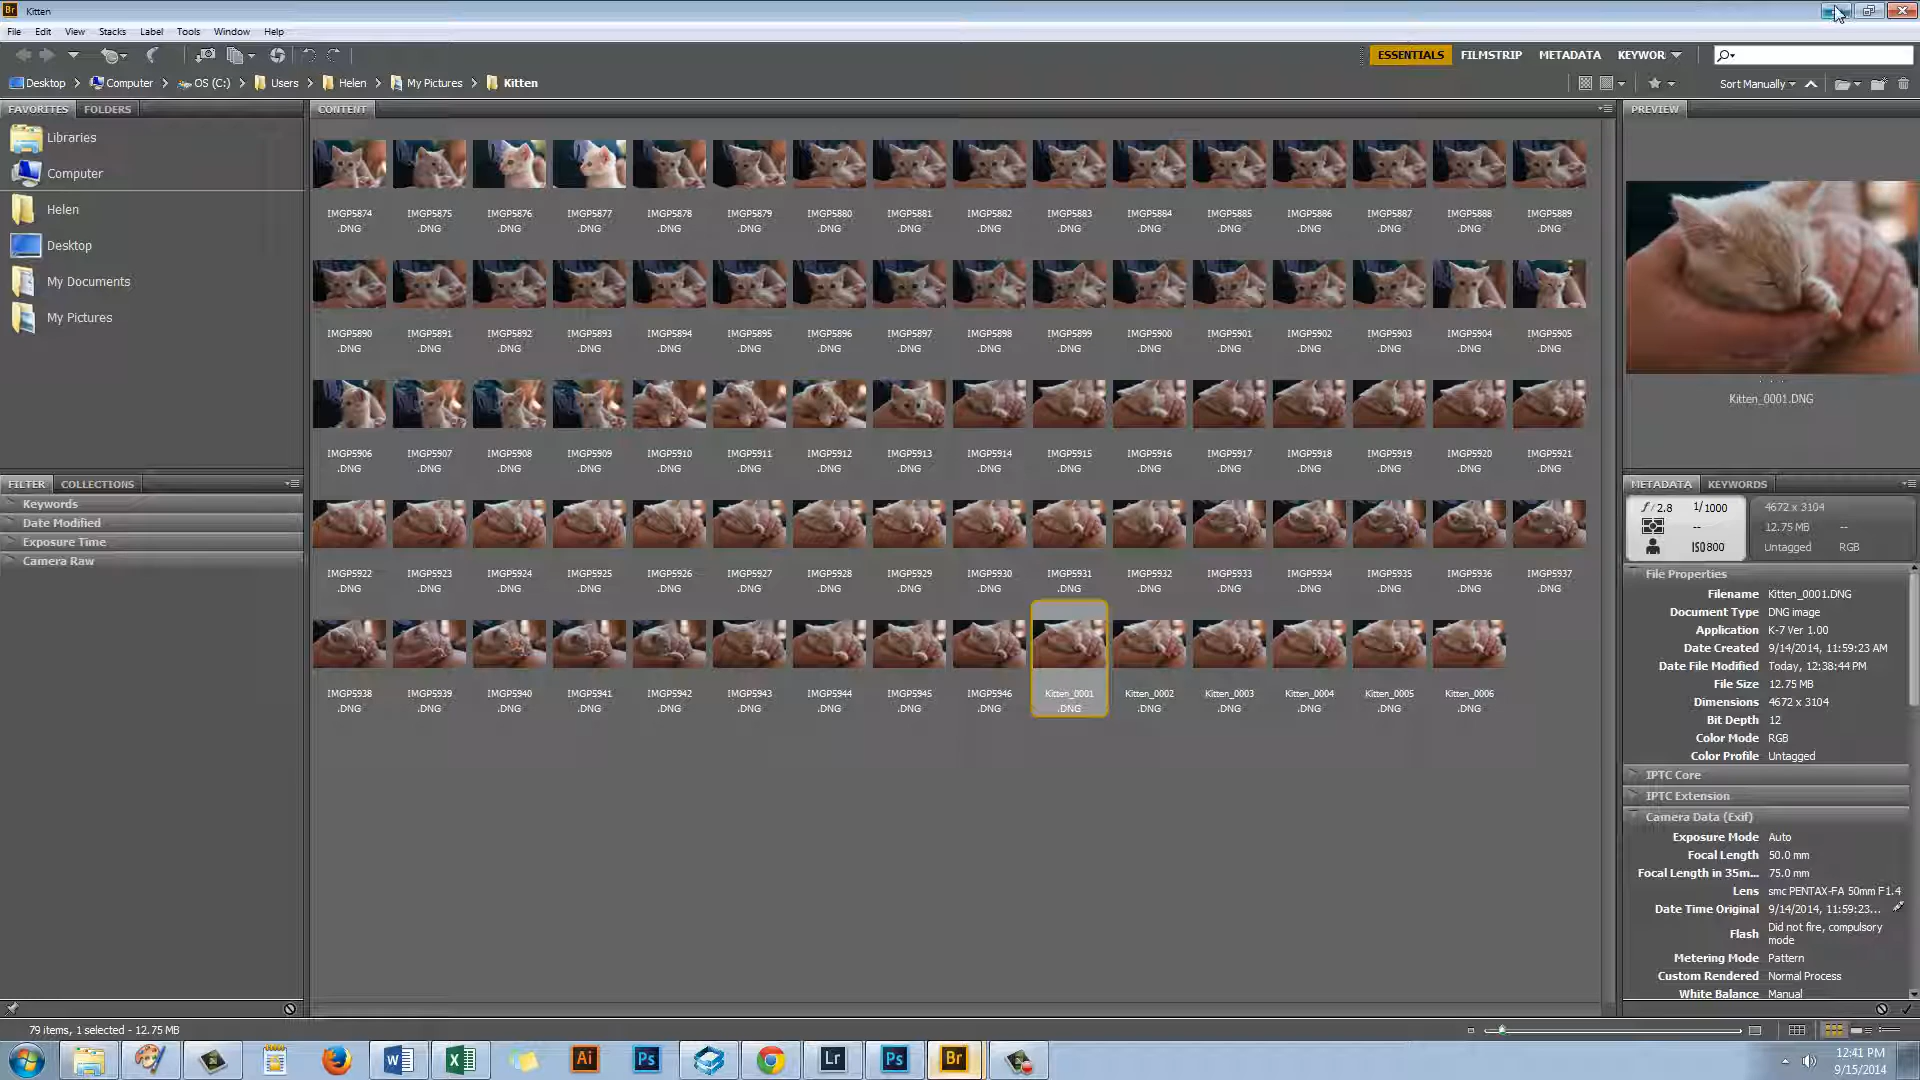 Br Kitten
File Edit View Stacks Label Tools Window Help
ESSENTIALS FILMSTRIP METADATA KEYWOR
Desktop Computer OS (C:) Users Helen My Pictures Kitten
Sort Manually
FAVORITES FOLDERS
CONTENT
PREVIEW
Libraries
Computer
Helen
Desktop
My Documents
My Pictures
IMGP5874 IMGP5875 IMGP5876 IMGP5877 IMGP5878 IMGP5879 IMGP5880 IMGP5881 IMGP5882 IMGP5883 IMGP5884 IMGP5885 IMGP5886 IMGP5887 IMGP5888 IMGP5889
.DNG .DNG .DNG .DNG .DNG .DNG .DNG .DNG .DNG .DNG .DNG .DNG .DNG .DNG .DNG .DNG
IMGP5890 IMGP5891 IMGP5892 IMGP5893 IMGP5894 IMGP5895 IMGP5896 IMGP5897 IMGP5898 IMGP5899 IMGP5900 IMGP5901 IMGP5902 IMGP5903 IMGP5904 IMGP5905
.DNG .DNG .DNG .DNG .DNG .DNG .DNG .DNG .DNG .DNG .DNG .DNG .DNG .DNG .DNG .DNG
IMGP5906 IMGP5907 IMGP5908 IMGP5909 IMGP5910 IMGP5911 IMGP5912 IMGP5913 IMGP5914 IMGP5915 IMGP5916 IMGP5917 IMGP5918 IMGP5919 IMGP5920 IMGP5921
.DNG .DNG .DNG .DNG .DNG .DNG .DNG .DNG .DNG .DNG .DNG .DNG .DNG .DNG .DNG .DNG
IMGP5922 IMGP5923 IMGP5924 IMGP5925 IMGP5926 IMGP5927 IMGP5928 IMGP5929 IMGP5930 IMGP5931 IMGP5932 IMGP5933 IMGP5934 IMGP5935 IMGP5936 IMGP5937
.DNG .DNG .DNG .DNG .DNG .DNG .DNG .DNG .DNG .DNG .DNG .DNG .DNG .DNG .DNG .DNG
IMGP5938 IMGP5939 IMGP5940 IMGP5941 IMGP5942 IMGP5943 IMGP5944 IMGP5945 IMGP5946 Kitten_0001 Kitten_0002 Kitten_0003 Kitten_0004 Kitten_0005 Kitten_0006
.DNG .DNG .DNG .DNG .DNG .DNG .DNG .DNG .DNG .DNG .DNG .DNG .DNG .DNG .DNG
Kitten_0001.DNG
FILTER COLLECTIONS
Keywords
Date Modified
Exposure Time
Camera Raw
METADATA KEYWORDS
f/2.8 1/1000
--
ISO800
4672 x 3104
12.75 MB --
Untagged RGB
File Properties
Filename Kitten_0001.DNG
Document Type DNG image
Application K-7 Ver 1.00
Date Created 9/14/2014, 11:59:23 AM
Date File Modified Today, 12:38:44 PM
File Size 12.75 MB
Dimensions 4672 x 3104
Bit Depth 12
Color Mode RGB
Color Profile Untagged
IPTC Core
IPTC Extension
Camera Data (Exif)
Exposure Mode Auto
Focal Length 50.0 mm
Focal Length in 35m... 75.0 mm
Lens smc PENTAX-FA 50mm F1.4
Date Time Original 9/14/2014, 11:59:23...
Flash Did not fire, compulsory
mode
Metering Mode Pattern
Custom Rendered Normal Process
White Balance Manual
79 items, 1 selected - 12.75 MB
Ai Ps Lr Ps Br
12:41 PM
9/15/2014